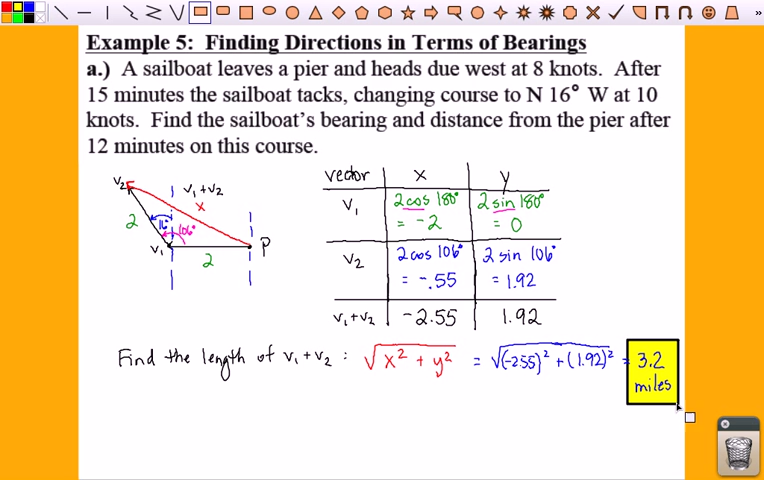 Example 5: Finding Directions in Terms of Bearings
a.) A sailboat leaves a pier and heads due west at 8 knots. After
15 minutes the sailboat tacks, changing course to N 16° W at 10
knots. Find the sailboat's bearing and distance from the pier after
12 minutes on this course.
vector x y
V₂ V₁+V₂
x
2 16° 106°
V₁ P
2
V₁ 2cos 180° 2 sin 180°
= -2 = 0
V₂ 2cos 106° 2 sin 106°
= -.55 = 1.92
V₁+V₂ -2.55 1.92
Find the length of V₁+V₂ : √x² + y² = √(-2.55)² + (1.92)² = 3.2
miles